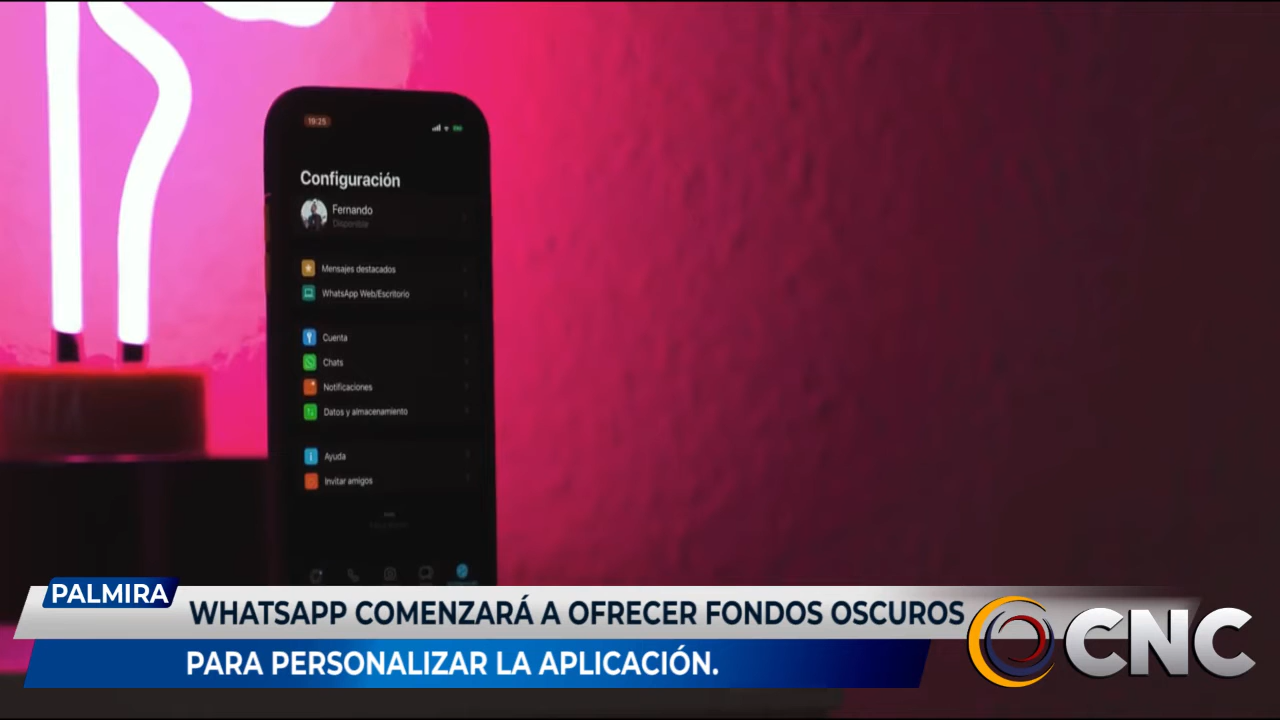 19:25
Configuración
Fernando
Disponible
Mensajes destacados
WhatsApp Web/Escritorio
Cuenta
Chats
Notificaciones
Datos y almacenamiento
Ayuda
Invitar amigos
PALMIRA
WHATSAPP COMENZARÁ A OFRECER FONDOS OSCUROS
PARA PERSONALIZAR LA APLICACIÓN.
CNC